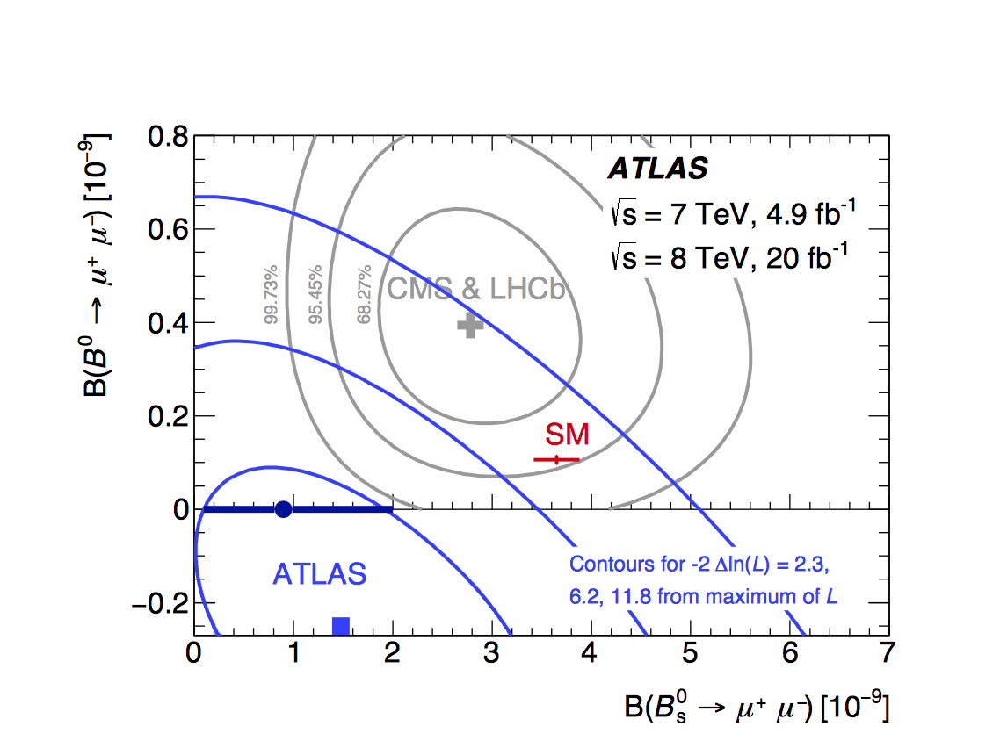 B(B⁰ → μ⁺ μ⁻) [10⁻⁹]
0.8
0.6
0.4
0.2
0
−0.2
0 1 2 3 4 5 6 7
B(B⁰ₛ → μ⁺ μ⁻) [10⁻⁹]
ATLAS
√s = 7 TeV, 4.9 fb⁻¹
√s = 8 TeV, 20 fb⁻¹
99.73%
95.45%
68.27%
CMS & LHCb
SM
ATLAS
Contours for -2 Δln(L) = 2.3,
6.2, 11.8 from maximum of L